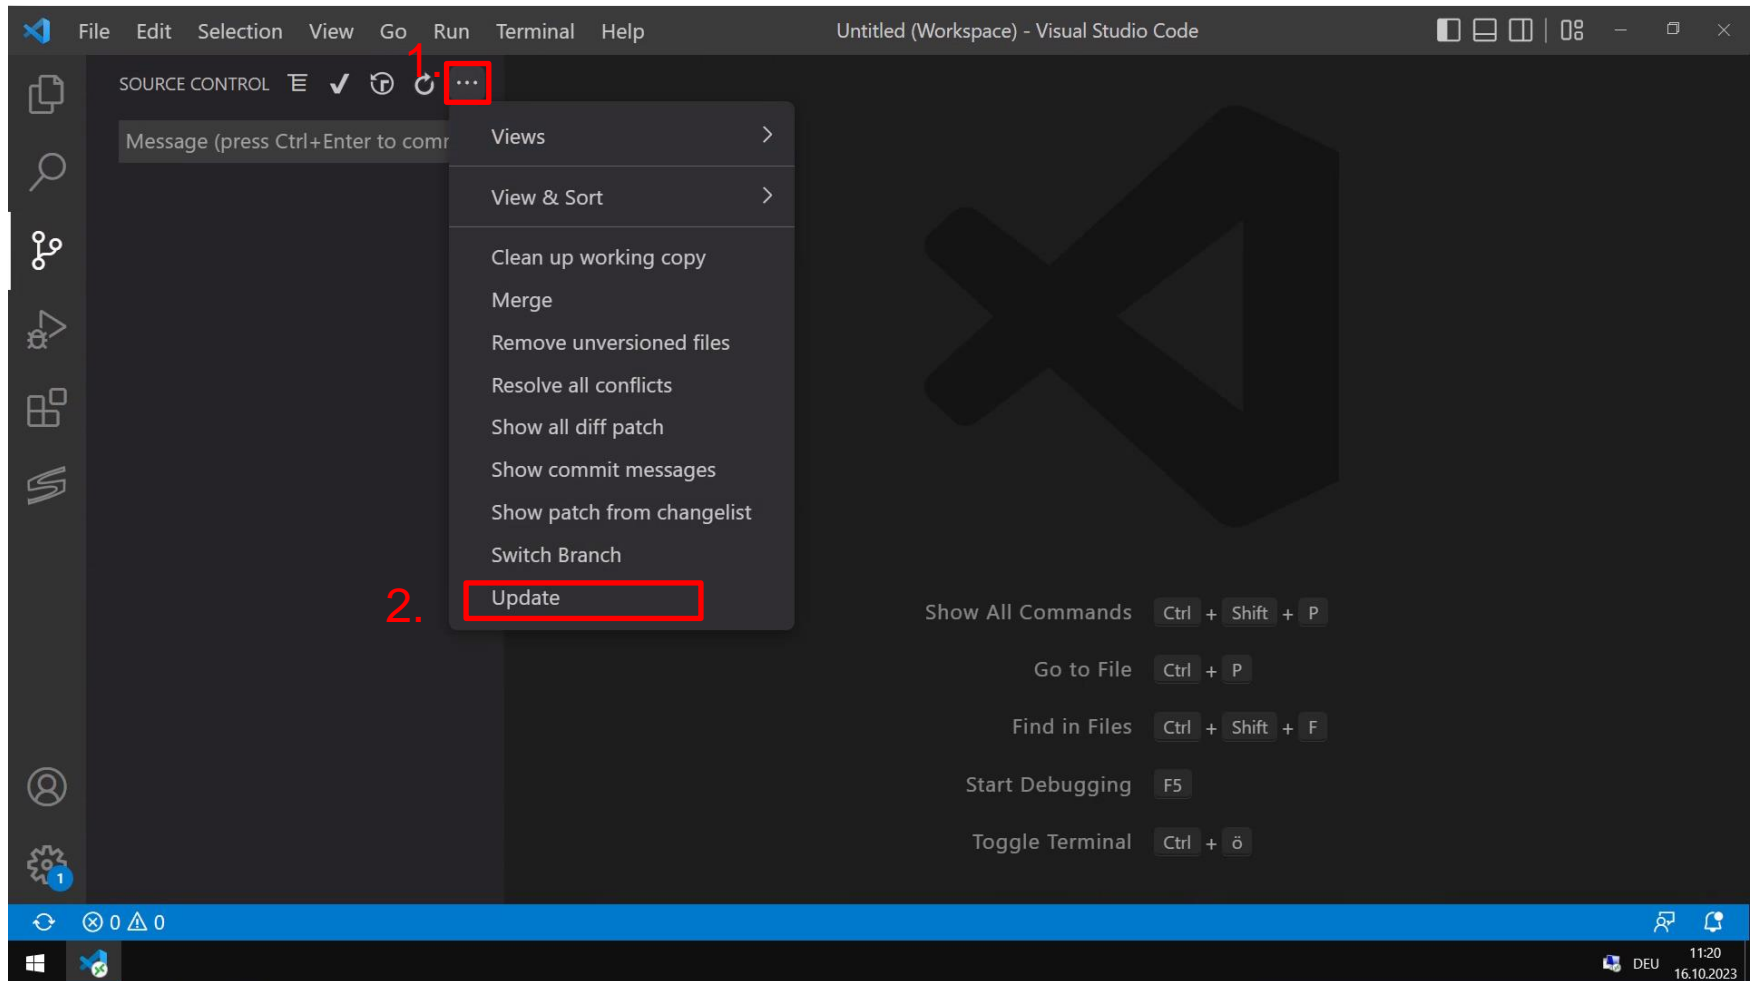 File Edit Selection View Go Run Terminal Help Untitled (Workspace) - Visual Studio Code
1.
SOURCE CONTROL
Message (press Ctrl+Enter to comm
Views
View & Sort
Clean up working copy
Merge
Remove unversioned files
Resolve all conflicts
Show all diff patch
Show commit messages
Show patch from changelist
Switch Branch
2. Update
Show All Commands Ctrl + Shift + P
Go to File Ctrl + P
Find in Files Ctrl + Shift + F
Start Debugging F5
Toggle Terminal Ctrl + ö
1
0 0
DEU 11:20
16.10.2023